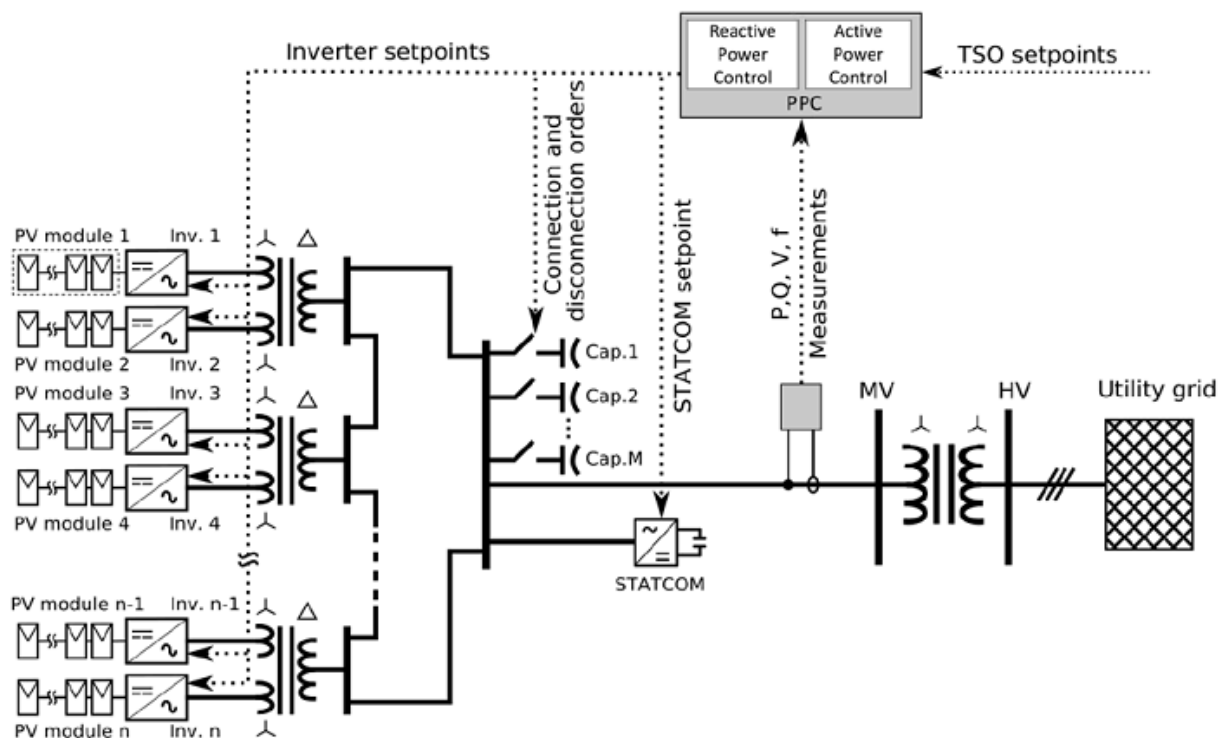 Reactive
Power
Control
Active
Power
Control
PPC
Inverter setpoints
TSO setpoints
Connection and
disconnection orders
STATCOM setpoint
P,Q, V, f
Measurements
PV module 1
Inv. 1
PV module 2
Inv. 2
PV module 3
Inv. 3
PV module 4
Inv. 4
PV module n-1
Inv. n-1
PV module n
Inv. n
Cap.1
Cap.2
Cap.M
STATCOM
MV
HV
Utility grid